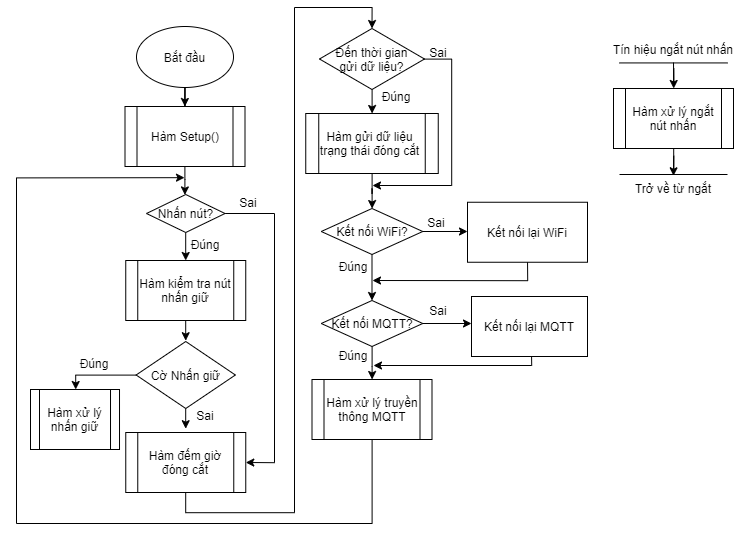 Bắt đầu
Hàm Setup()
Nhấn nút?
Sai
Đúng
Hàm kiểm tra nút
nhấn giữ
Cờ Nhấn giữ
Đúng
Hàm xử lý
nhấn giữ
Sai
Hàm đếm giờ
đóng cắt
Đến thời gian
gửi dữ liệu?
Sai
Đúng
Hàm gửi dữ liệu
trạng thái đóng cắt
Kết nối WiFi?
Sai
Kết nối lại WiFi
Đúng
Kết nối MQTT?
Sai
Kết nối lại MQTT
Đúng
Hàm xử lý truyền
thông MQTT
Tín hiệu ngắt nút nhấn
Hàm xử lý ngắt
nút nhấn
Trở về từ ngắt